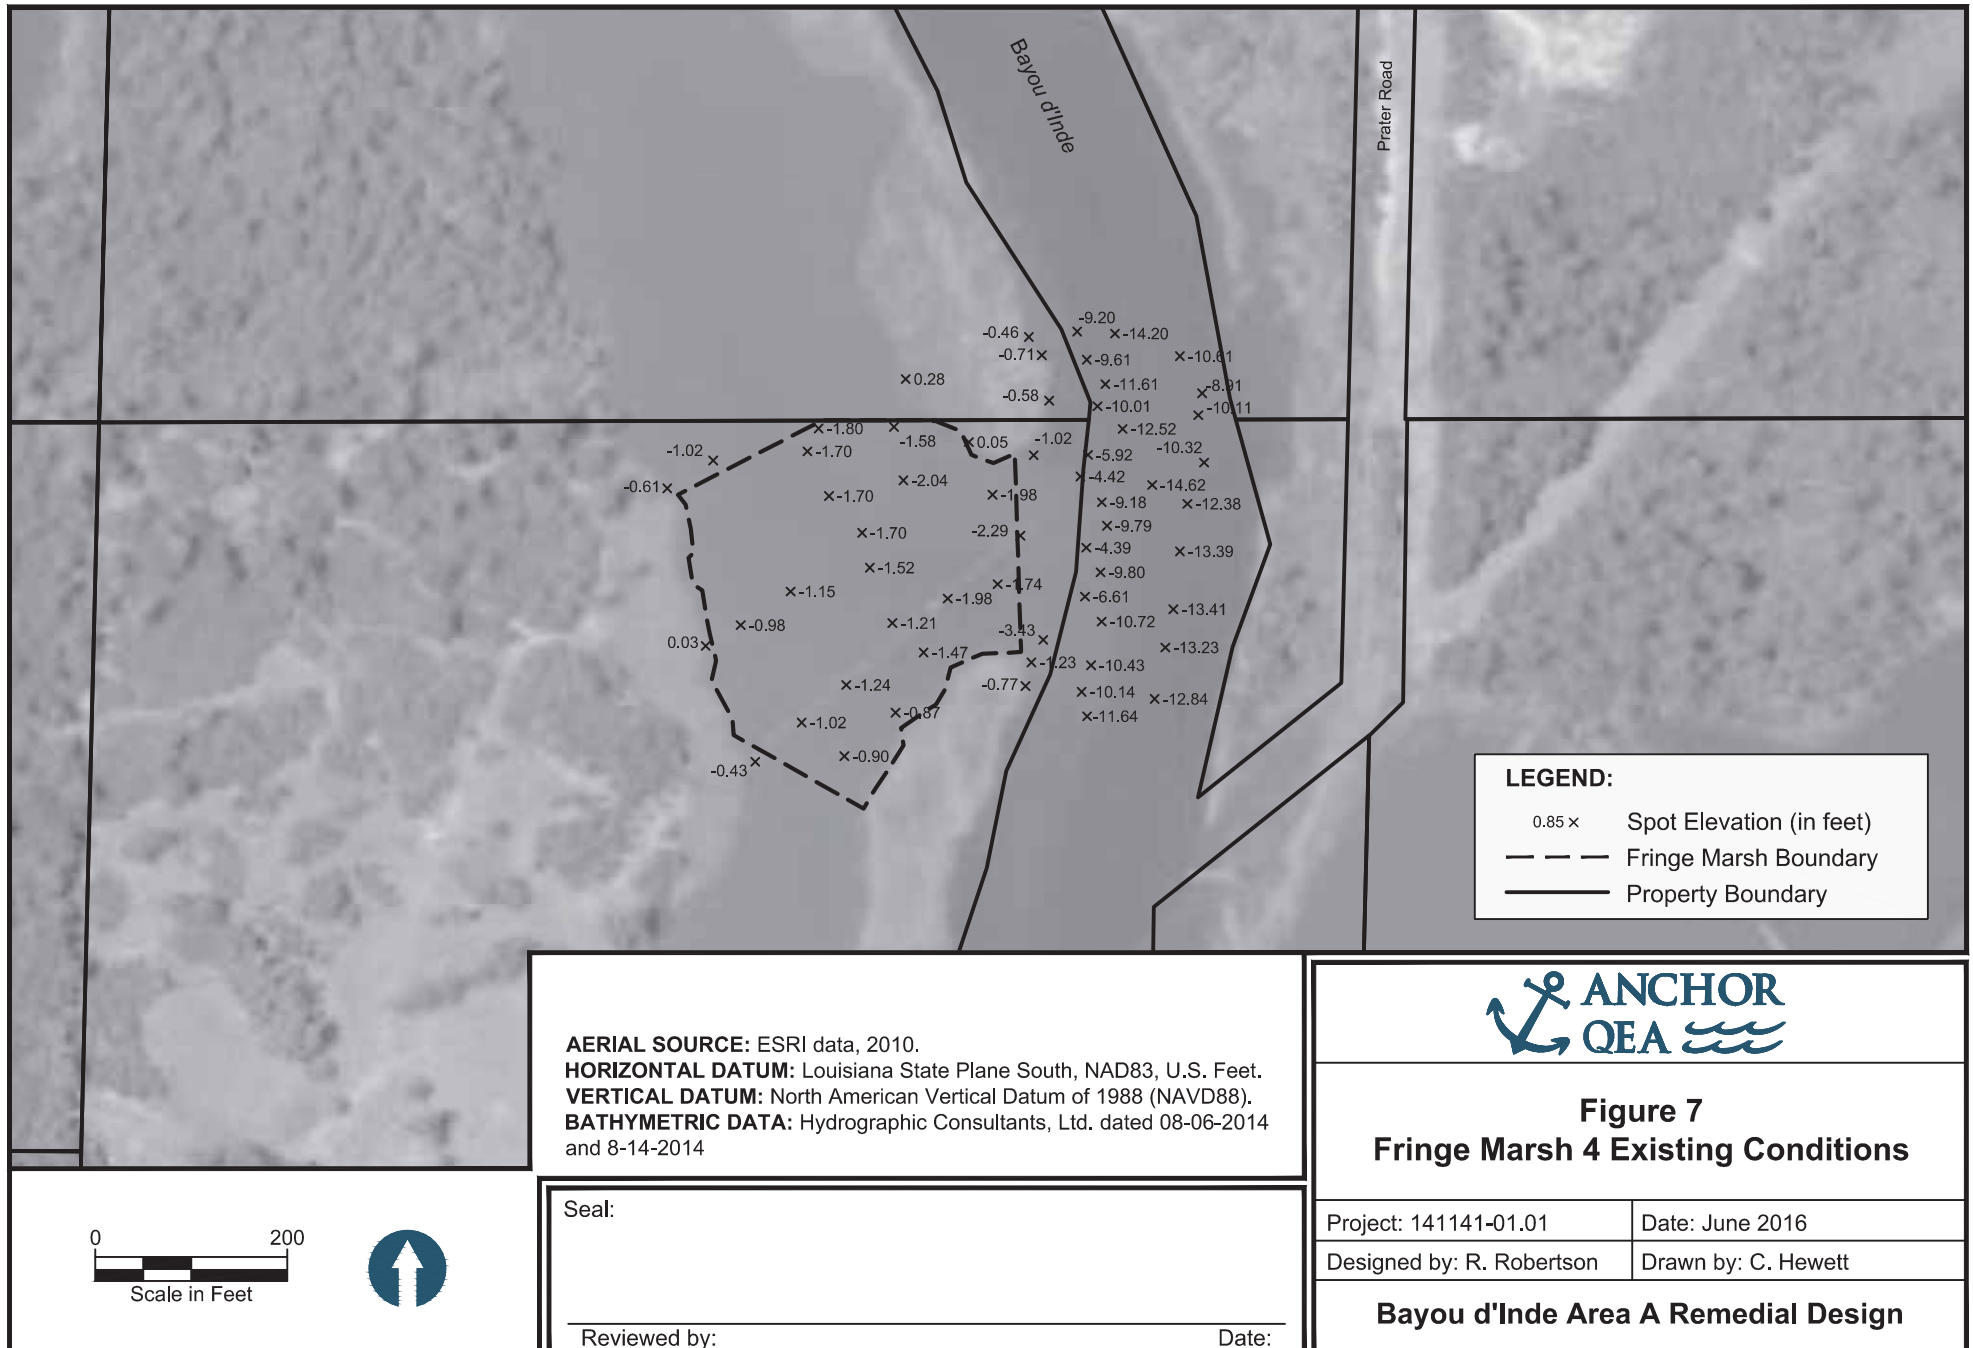 Bayou d'Inde
Prater Road
-9.20
-0.46
-14.20
-0.71
-9.61
-10.61
0.28
-11.61
-8.91
-0.58
-10.01
-10.11
-1.80
-1.58
0.05
-1.02
-12.52
-1.02
-1.70
-5.92
-10.32
-0.61
-2.04
-4.42
-14.62
-1.70
-1.98
-9.18
-12.38
-1.70
-2.29
-9.79
-4.39
-13.39
-1.52
-9.80
-1.15
-1.74
-1.98
-6.61
-13.41
-0.98
-1.21
-10.72
0.03
-3.43
-1.47
-13.23
-1.23
-10.43
-1.24
-0.77
-10.14
-12.84
-1.02
-0.87
-11.64
-0.90
-0.43
LEGEND:
0.85 × Spot Elevation (in feet)
Fringe Marsh Boundary
Property Boundary
AERIAL SOURCE: ESRI data, 2010.
HORIZONTAL DATUM: Louisiana State Plane South, NAD83, U.S. Feet.
VERTICAL DATUM: North American Vertical Datum of 1988 (NAVD88).
BATHYMETRIC DATA: Hydrographic Consultants, Ltd. dated 08-06-2014
and 8-14-2014
ANCHOR
QEA
Figure 7
Fringe Marsh 4 Existing Conditions
Project: 141141-01.01
Date: June 2016
Designed by: R. Robertson
Drawn by: C. Hewett
Bayou d'Inde Area A Remedial Design
Seal:
Reviewed by:
Date:
0 200
Scale in Feet